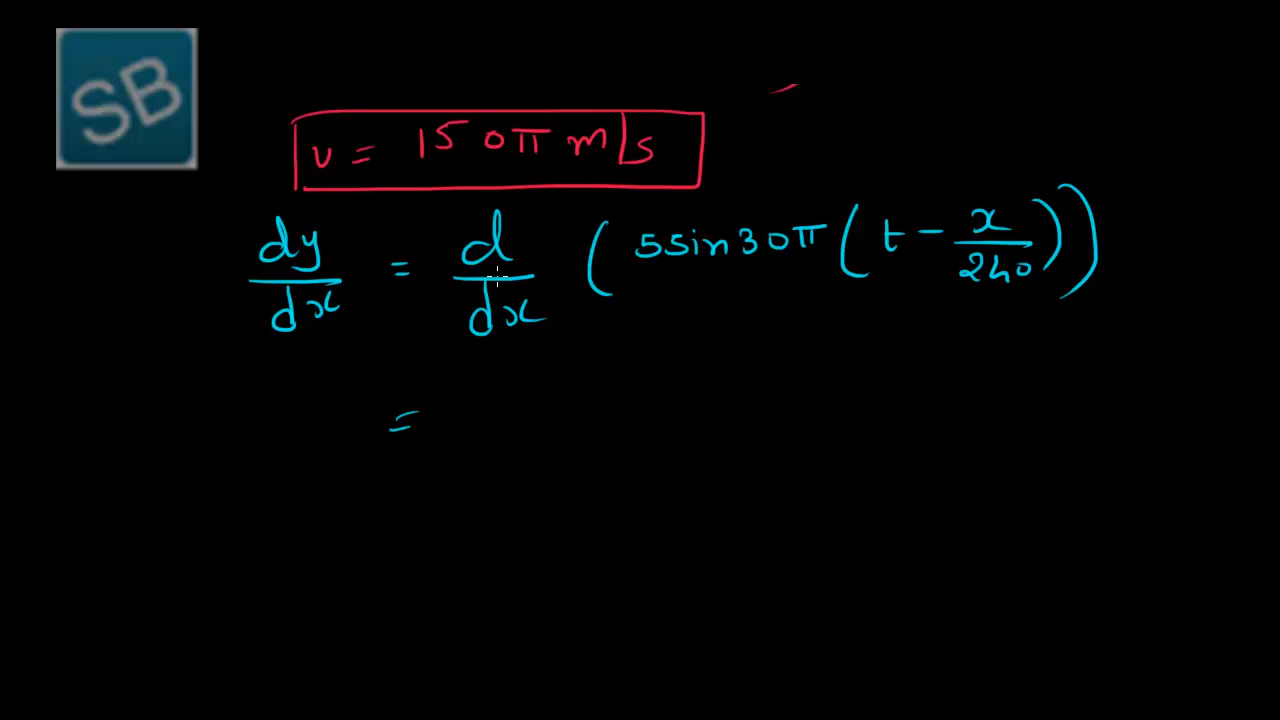 SB
v = 150π m/s
dy/dx = d/dx (5sin30π(t - x/240))
=